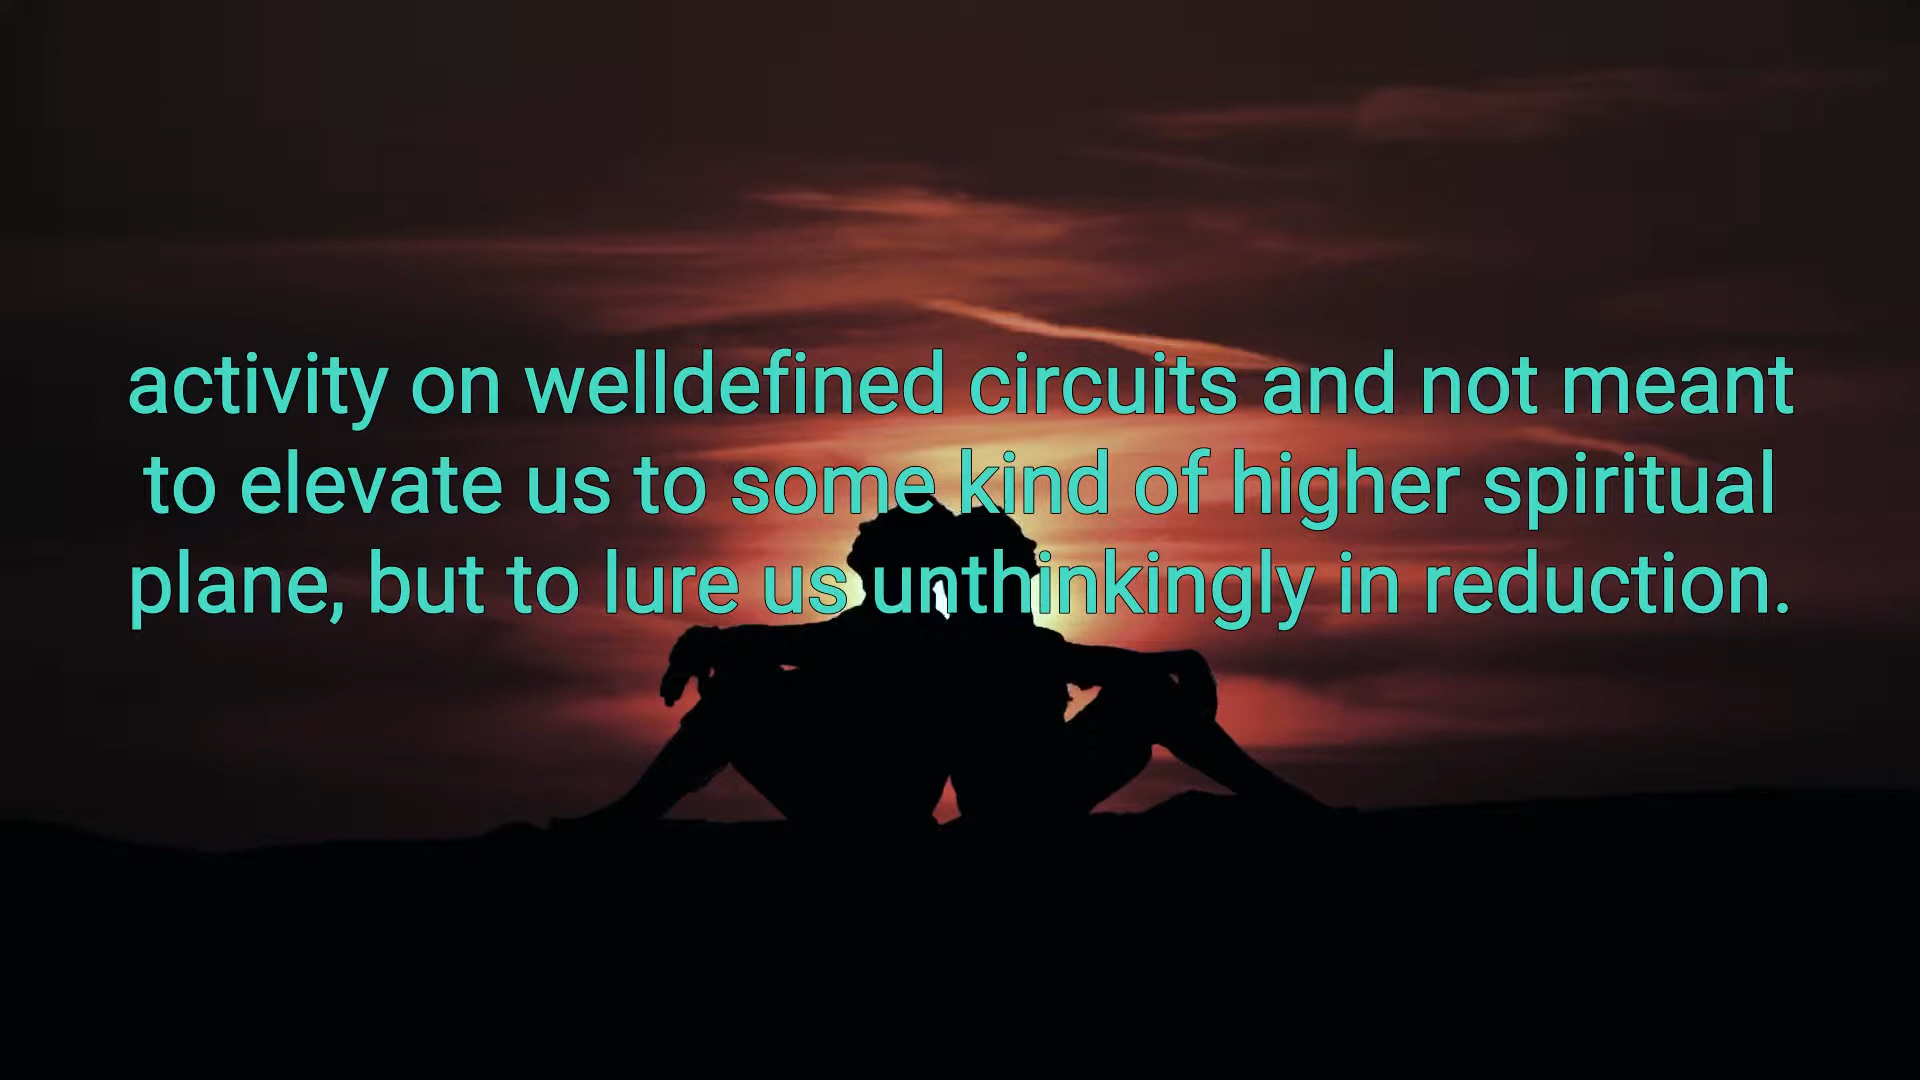 activity on welldefined circuits and not meant
to elevate us to some kind of higher spiritual
plane, but to lure us unthinkingly in reduction.